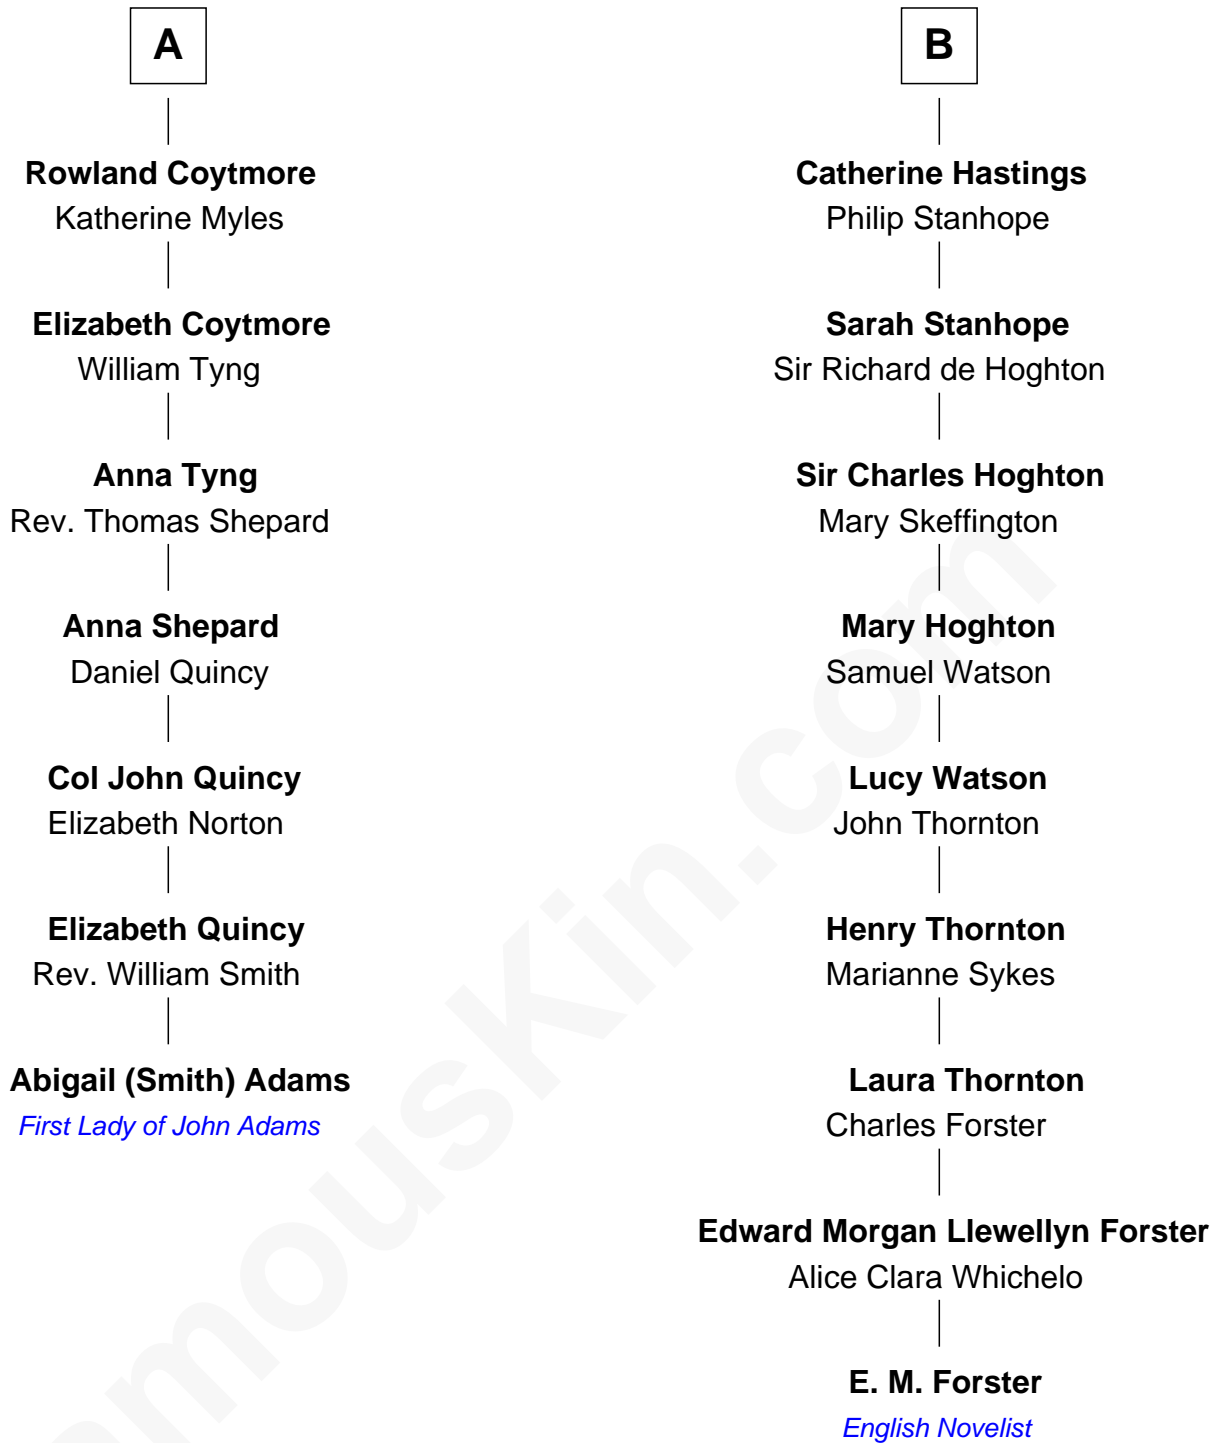 A
Rowland Coytmore
Katherine Myles
Elizabeth Coytmore
William Tyng
Anna Tyng
Rev. Thomas Shepard
Anna Shepard
Daniel Quincy
Col John Quincy
Elizabeth Norton
Elizabeth Quincy
Rev. William Smith
Abigail (Smith) Adams
First Lady of John Adams
B
Catherine Hastings
Philip Stanhope
Sarah Stanhope
Sir Richard de Hoghton
Sir Charles Hoghton
Mary Skeffington
Mary Hoghton
Samuel Watson
Lucy Watson
John Thornton
Henry Thornton
Marianne Sykes
Laura Thornton
Charles Forster
Edward Morgan Llewellyn Forster
Alice Clara Whichelo
E. M. Forster
English Novelist
amousKin.com